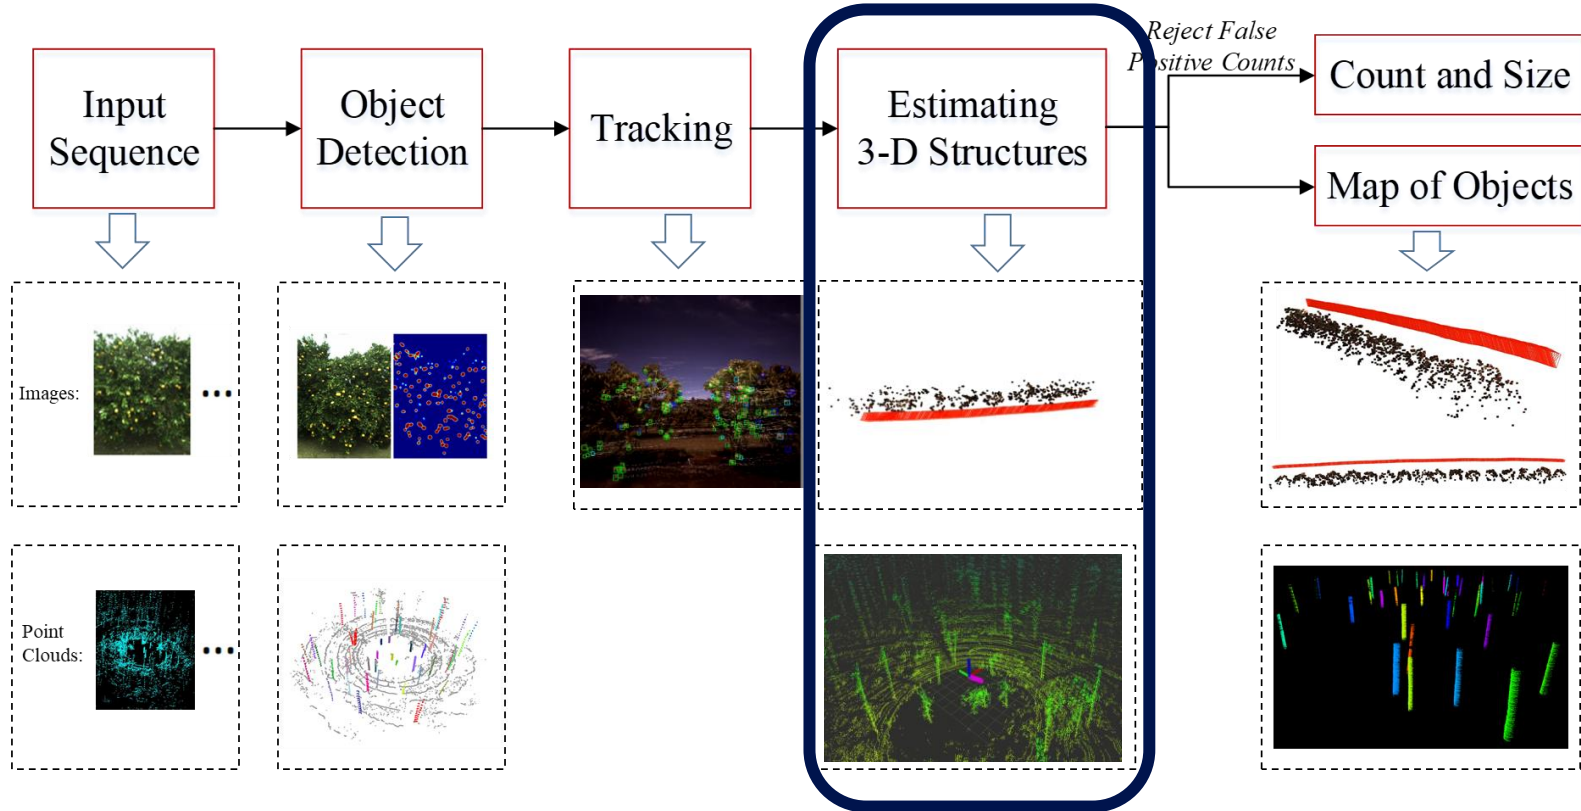 Input
Sequence
Object
Detection
Tracking
Estimating
3-D Structures
Reject False
Positive Counts
Count and Size
Map of Objects
Images:
...
Point
Clouds:
...